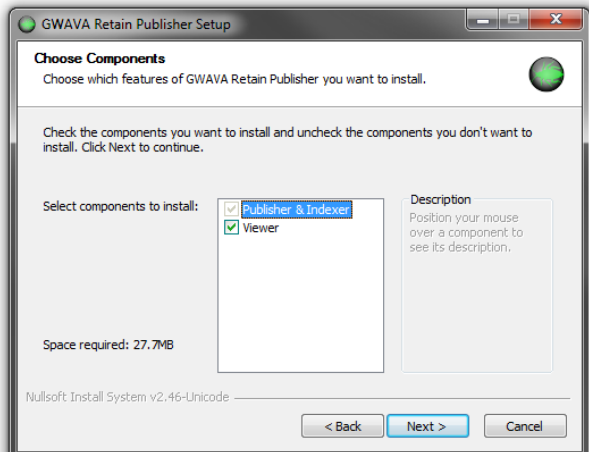 GWAVA Retain Publisher Setup
Choose Components
Choose which features of GWAVA Retain Publisher you want to install.
Check the components you want to install and uncheck the components you don't want to
install. Click Next to continue.
Select components to install:
Publisher & Indexer
Viewer
Description
Position your mouse
over a component to
see its description.
Space required: 27.7MB
Nullsoft Install System v2.46-Unicode
< Back
Next >
Cancel